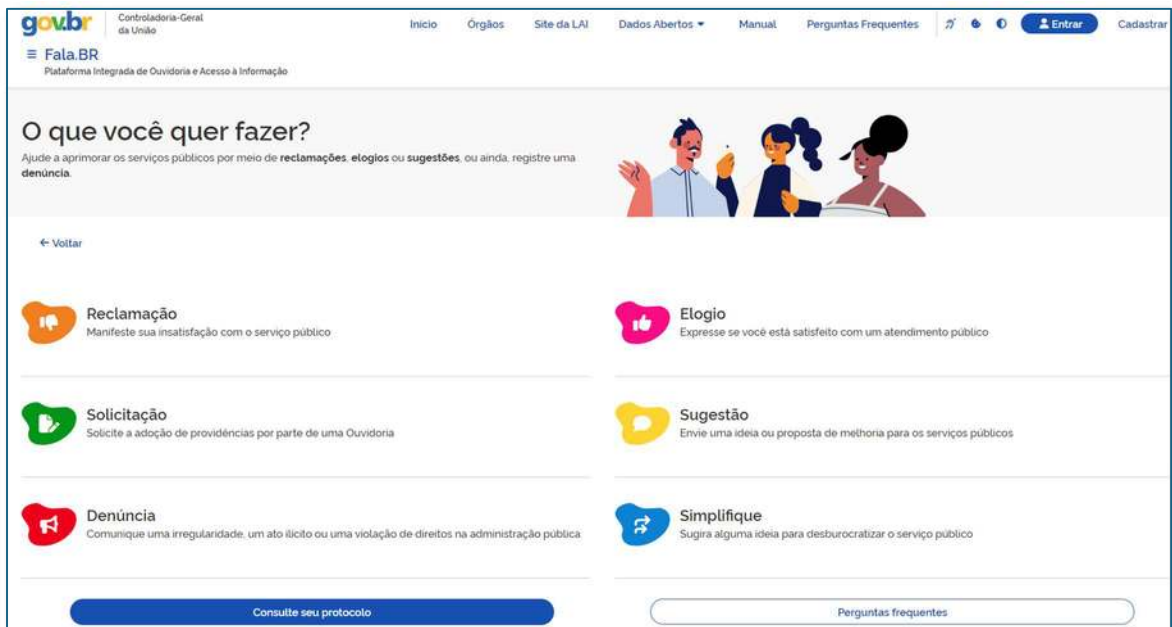 gov.br
Controladoria-Geral
da União
Início Órgãos Site da LAI Dados Abertos Manual Perguntas Frequentes Entrar Cadastrar
Fala.BR
Plataforma Integrada de Ouvidoria e Acesso à Informação
O que você quer fazer?
Ajude a aprimorar os serviços públicos por meio de reclamações, elogios ou sugestões, ou ainda, registre uma
denúncia.
← Voltar
Reclamação
Manifeste sua insatisfação com o serviço público
Elogio
Expresse se você está satisfeito com um atendimento público
Solicitação
Solicite a adoção de providências por parte de uma Ouvidoria
Sugestão
Envie uma ideia ou proposta de melhoria para os serviços públicos
Denúncia
Comunique uma irregularidade, um ato ilícito ou uma violação de direitos na administração pública
Simplifique
Sugira alguma ideia para desburocratizar o serviço público
Consulte seu protocolo
Perguntas frequentes